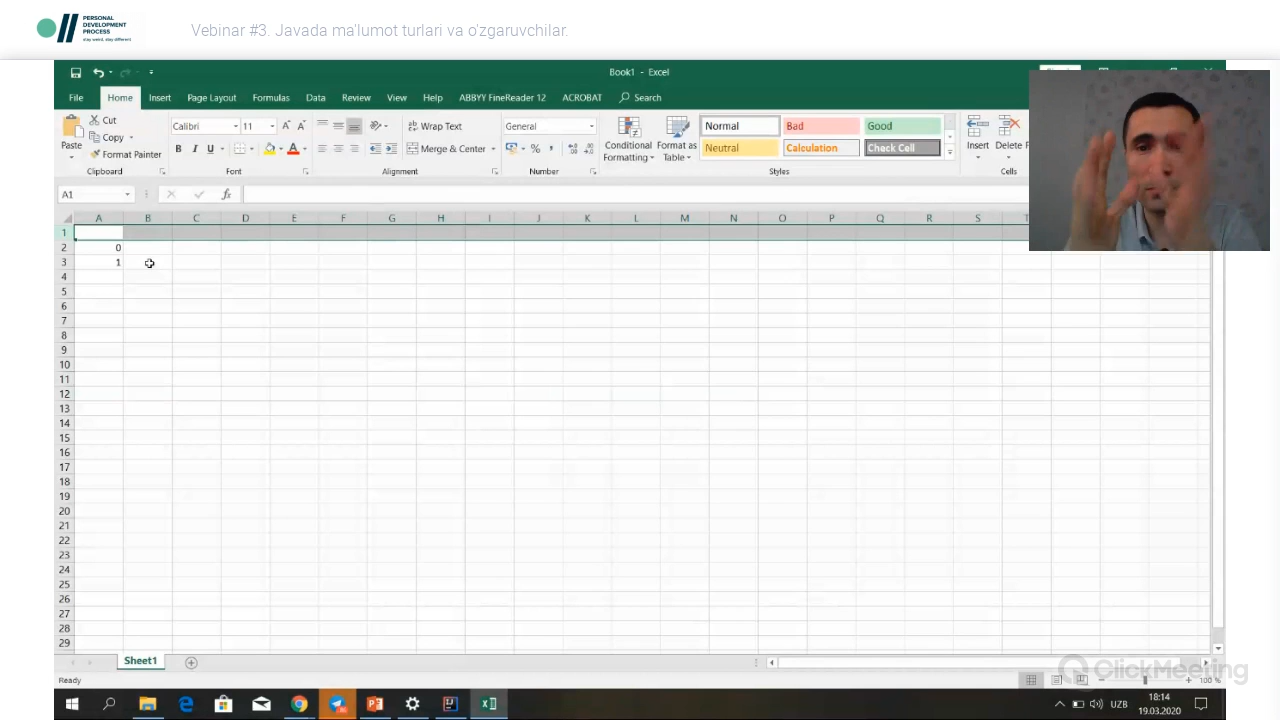 PERSONAL
DEVELOPMENT
PROCESS
stay weird, stay different
Vebinar #3. Javada ma'lumot turlari va o'zgaruvchilar.
Book1 - Excel
File Home Insert Page Layout Formulas Data Review View Help ABBYY FineReader 12 ACROBAT Search
Paste
Cut
Copy
Format Painter
Clipboard
Calibri 11
B I U
Font
Wrap Text
Merge & Center
Alignment
General
Number
Conditional
Formatting
Format as
Table
Normal Bad Good
Neutral Calculation Check Cell
Styles
Insert Delete
Cells
A1
fx
A B C D E F G H I J K L M N O P Q R S T
1
2 0
3 1
4
5
6
7
8
9
10
11
12
13
14
15
16
17
18
19
20
21
22
23
24
25
26
27
28
29
Sheet1
Ready
100 %
ClickMeeting
UZB
18:14
19.03.2020